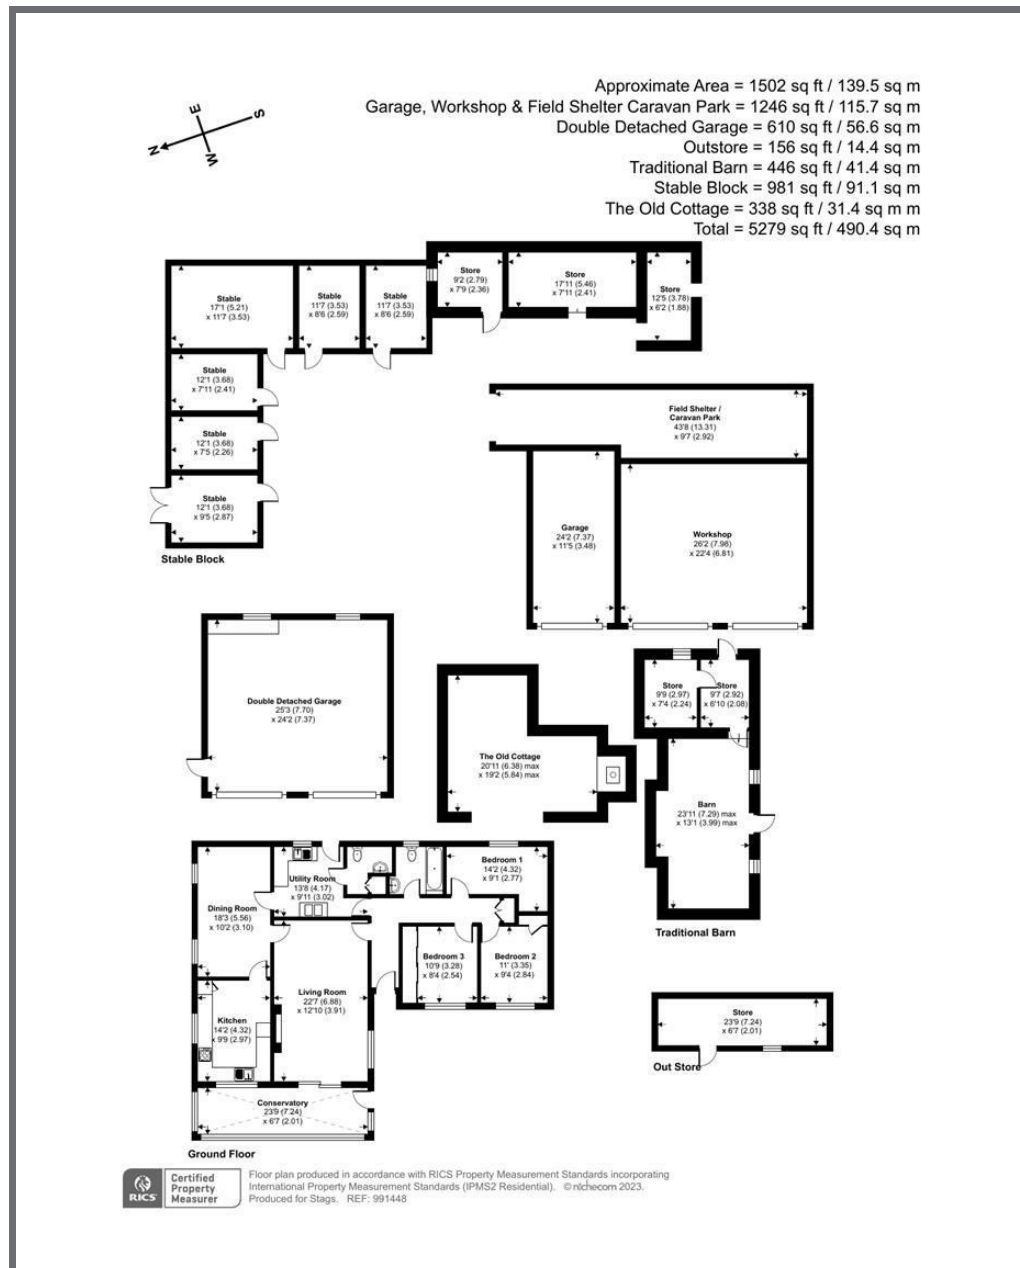 Approximate Area = 1502 sq ft / 139.5 sq m
Garage, Workshop & Field Shelter Caravan Park = 1246 sq ft / 115.7 sq m
Double Detached Garage = 610 sq ft / 56.6 sq m
Outstore = 156 sq ft / 14.4 sq m
Traditional Barn = 446 sq ft / 41.4 sq m
Stable Block = 981 sq ft / 91.1 sq m
The Old Cottage = 338 sq ft / 31.4 sq m m
Total = 5279 sq ft / 490.4 sq m
E
S
N
W
Store
9'2 (2.79)
x 7'9 (2.36)
Store
17'11 (5.46)
x 7'11 (2.41)
Store
12'5 (3.78)
x 6'2 (1.88)
Stable
17'1 (5.21)
x 11'7 (3.53)
Stable
11'7 (3.53)
x 8'6 (2.59)
Stable
11'7 (3.53)
x 8'6 (2.59)
Stable
12'1 (3.68)
x 7'11 (2.41)
Stable
12'1 (3.68)
x 7'5 (2.26)
Stable
12'1 (3.68)
x 9'5 (2.87)
Stable Block
Field Shelter /
Caravan Park
43'8 (13.31)
x 9'7 (2.92)
Garage
24'2 (7.37)
x 11'5 (3.48)
Workshop
26'2 (7.98)
x 22'4 (6.81)
Double Detached Garage
25'3 (7.70)
x 24'2 (7.37)
The Old Cottage
20'11 (6.38) max
x 19'2 (5.84) max
Store
9'9 (2.97)
x 7'4 (2.24)
Store
9'7 (2.92)
x 6'10 (2.08)
Barn
23'11 (7.29) max
x 13'1 (3.99) max
Traditional Barn
Utility Room
13'8 (4.17)
x 9'11 (3.02)
Bedroom 1
14'2 (4.32)
x 9'1 (2.77)
Dining Room
18'3 (5.56)
x 10'2 (3.10)
Bedroom 3
10'9 (3.28)
x 8'4 (2.54)
Bedroom 2
11' (3.35)
x 9'4 (2.84)
Living Room
22'7 (6.88)
x 12'10 (3.91)
Kitchen
14'2 (4.32)
x 9'9 (2.97)
Conservatory
23'9 (7.24)
x 6'7 (2.01)
Ground Floor
Store
23'9 (7.24)
x 6'7 (2.01)
Out Store
RICS
Certified
Property
Measurer
Floor plan produced in accordance with RICS Property Measurement Standards incorporating
International Property Measurement Standards (IPMS2 Residential). © nichecom 2023.
Produced for Stags. REF: 991448